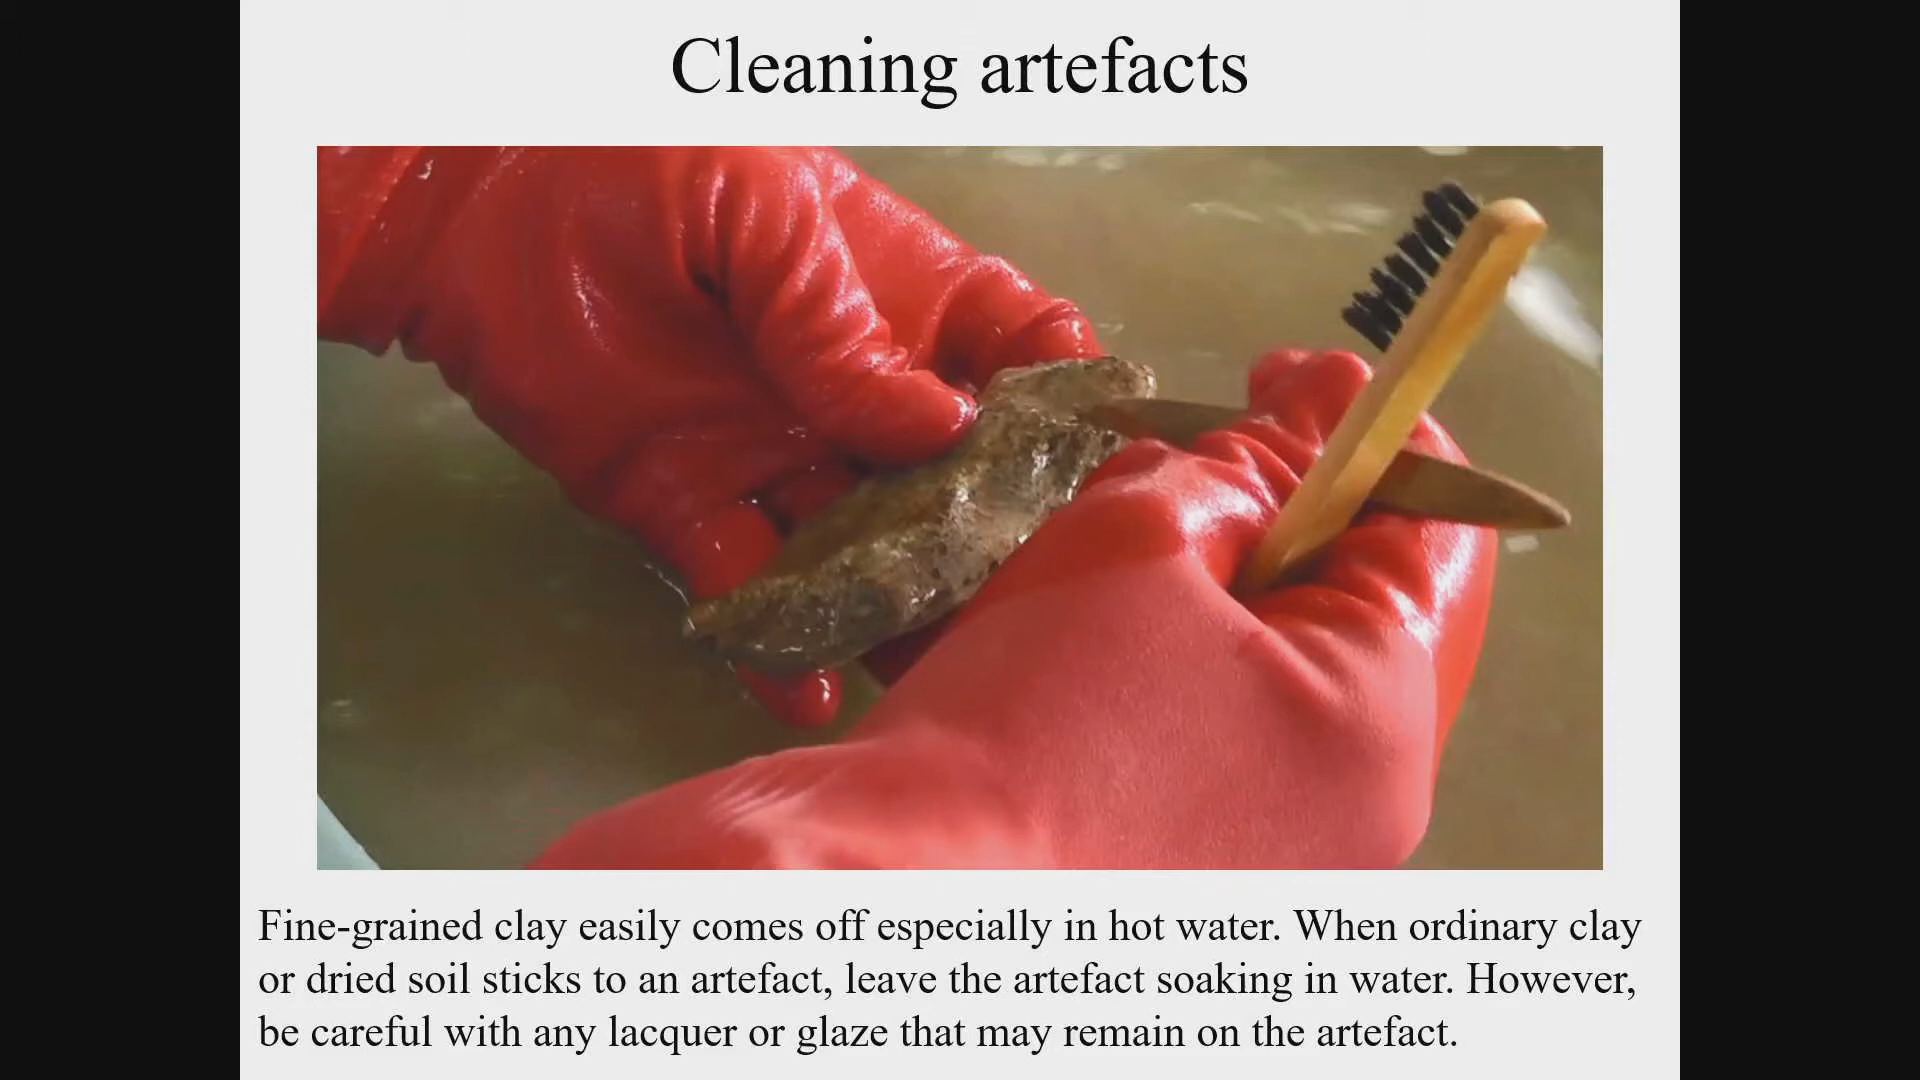 Cleaning artefacts
Fine-grained clay easily comes off especially in hot water. When ordinary clay
or dried soil sticks to an artefact, leave the artefact soaking in water. However,
be careful with any lacquer or glaze that may remain on the artefact.